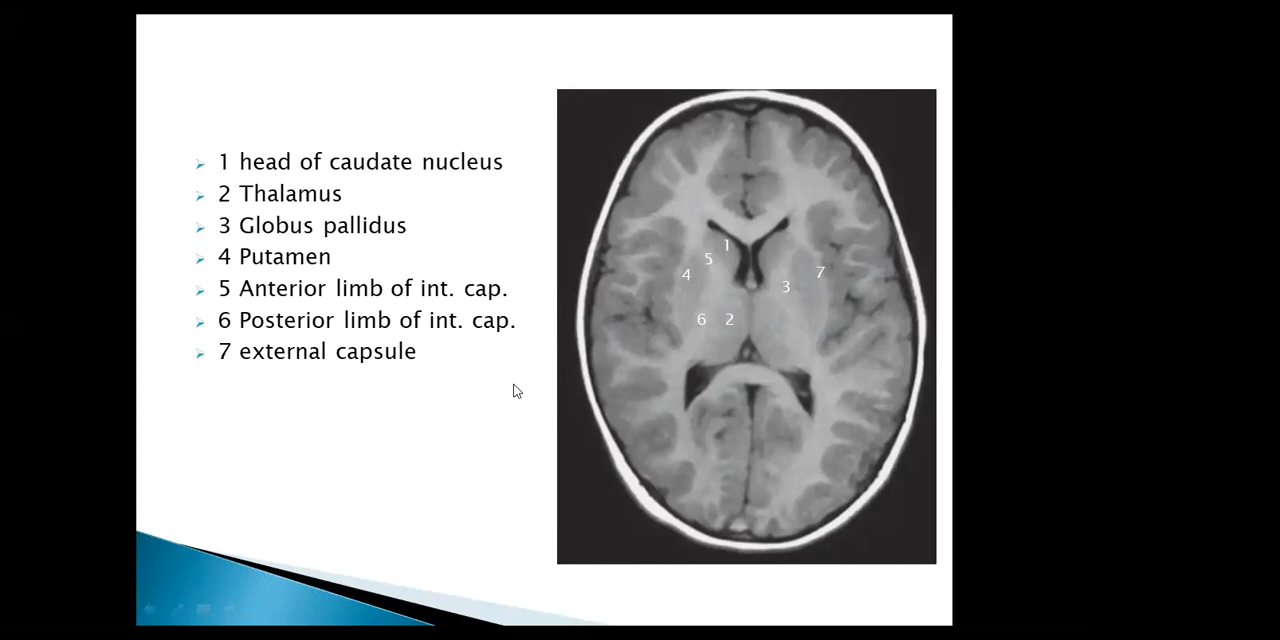 1 head of caudate nucleus
2 Thalamus
3 Globus pallidus
4 Putamen
5 Anterior limb of int. cap.
6 Posterior limb of int. cap.
7 external capsule
1
5
4
7
3
6 2